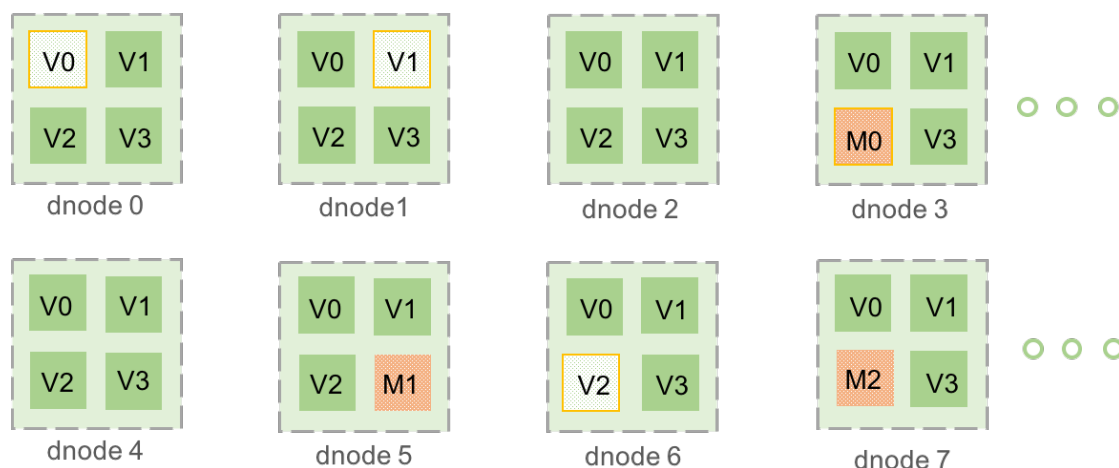 V0 V1 V0 V1 V0 V1 V0 V1
V2 V3 V2 V3 V2 V3 M0 V3
dnode 0 dnode1 dnode 2 dnode 3
V0 V1 V0 V1 V0 V1 V0 V1
V2 V3 V2 M1 V2 V3 M2 V3
dnode 4 dnode 5 dnode 6 dnode 7